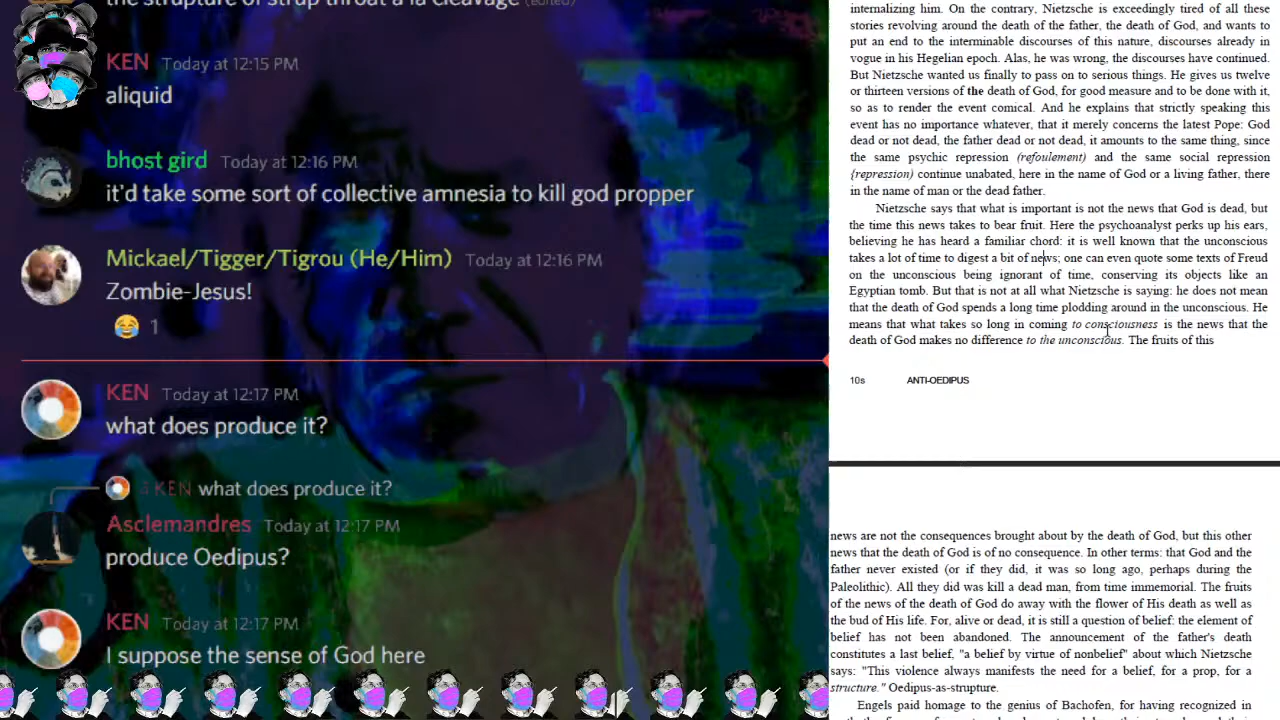 the strupture of strup throat a la cleavage (edited)
KEN Today at 12:15 PM
aliquid
bhost gird Today at 12:16 PM
it'd take some sort of collective amnesia to kill god propper
Mickael/Tigger/Tigrou (He/Him) Today at 12:16 PM
Zombie-Jesus!
1
KEN Today at 12:17 PM
what does produce it?
KEN what does produce it?
Asclemandres Today at 12:17 PM
produce Oedipus?
KEN Today at 12:17 PM
I suppose the sense of God here
internalizing him. On the contrary, Nietzsche is exceedingly tired of all these
stories revolving around the death of the father, the death of God, and wants to
put an end to the interminable discourses of this nature, discourses already in
vogue in his Hegelian epoch. Alas, he was wrong, the discourses have continued.
But Nietzsche wanted us finally to pass on to serious things. He gives us twelve
or thirteen versions of the death of God, for good measure and to be done with it,
so as to render the event comical. And he explains that strictly speaking this
event has no importance whatever, that it merely concerns the latest Pope: God
dead or not dead, the father dead or not dead, it amounts to the same thing, since
the same psychic repression (refoulement) and the same social repression
{repression) continue unabated, here in the name of God or a living father, there
in the name of man or the dead father.
Nietzsche says that what is important is not the news that God is dead, but
the time this news takes to bear fruit. Here the psychoanalyst perks up his ears,
believing he has heard a familiar chord: it is well known that the unconscious
takes a lot of time to digest a bit of news; one can even quote some texts of Freud
on the unconscious being ignorant of time, conserving its objects like an
Egyptian tomb. But that is not at all what Nietzsche is saying: he does not mean
that the death of God spends a long time plodding around in the unconscious. He
means that what takes so long in coming to consciousness is the news that the
death of God makes no difference to the unconscious. The fruits of this
10s ANTI-OEDIPUS
news are not the consequences brought about by the death of God, but this other
news that the death of God is of no consequence. In other terms: that God and the
father never existed (or if they did, it was so long ago, perhaps during the
Paleolithic). All they did was kill a dead man, from time immemorial. The fruits
of the news of the death of God do away with the flower of His death as well as
the bud of His life. For, alive or dead, it is still a question of belief: the element of
belief has not been abandoned. The announcement of the father's death
constitutes a last belief, "a belief by virtue of nonbelief" about which Nietzsche
says: "This violence always manifests the need for a belief, for a prop, for a
structure." Oedipus-as-strupture.
Engels paid homage to the genius of Bachofen, for having recognized in